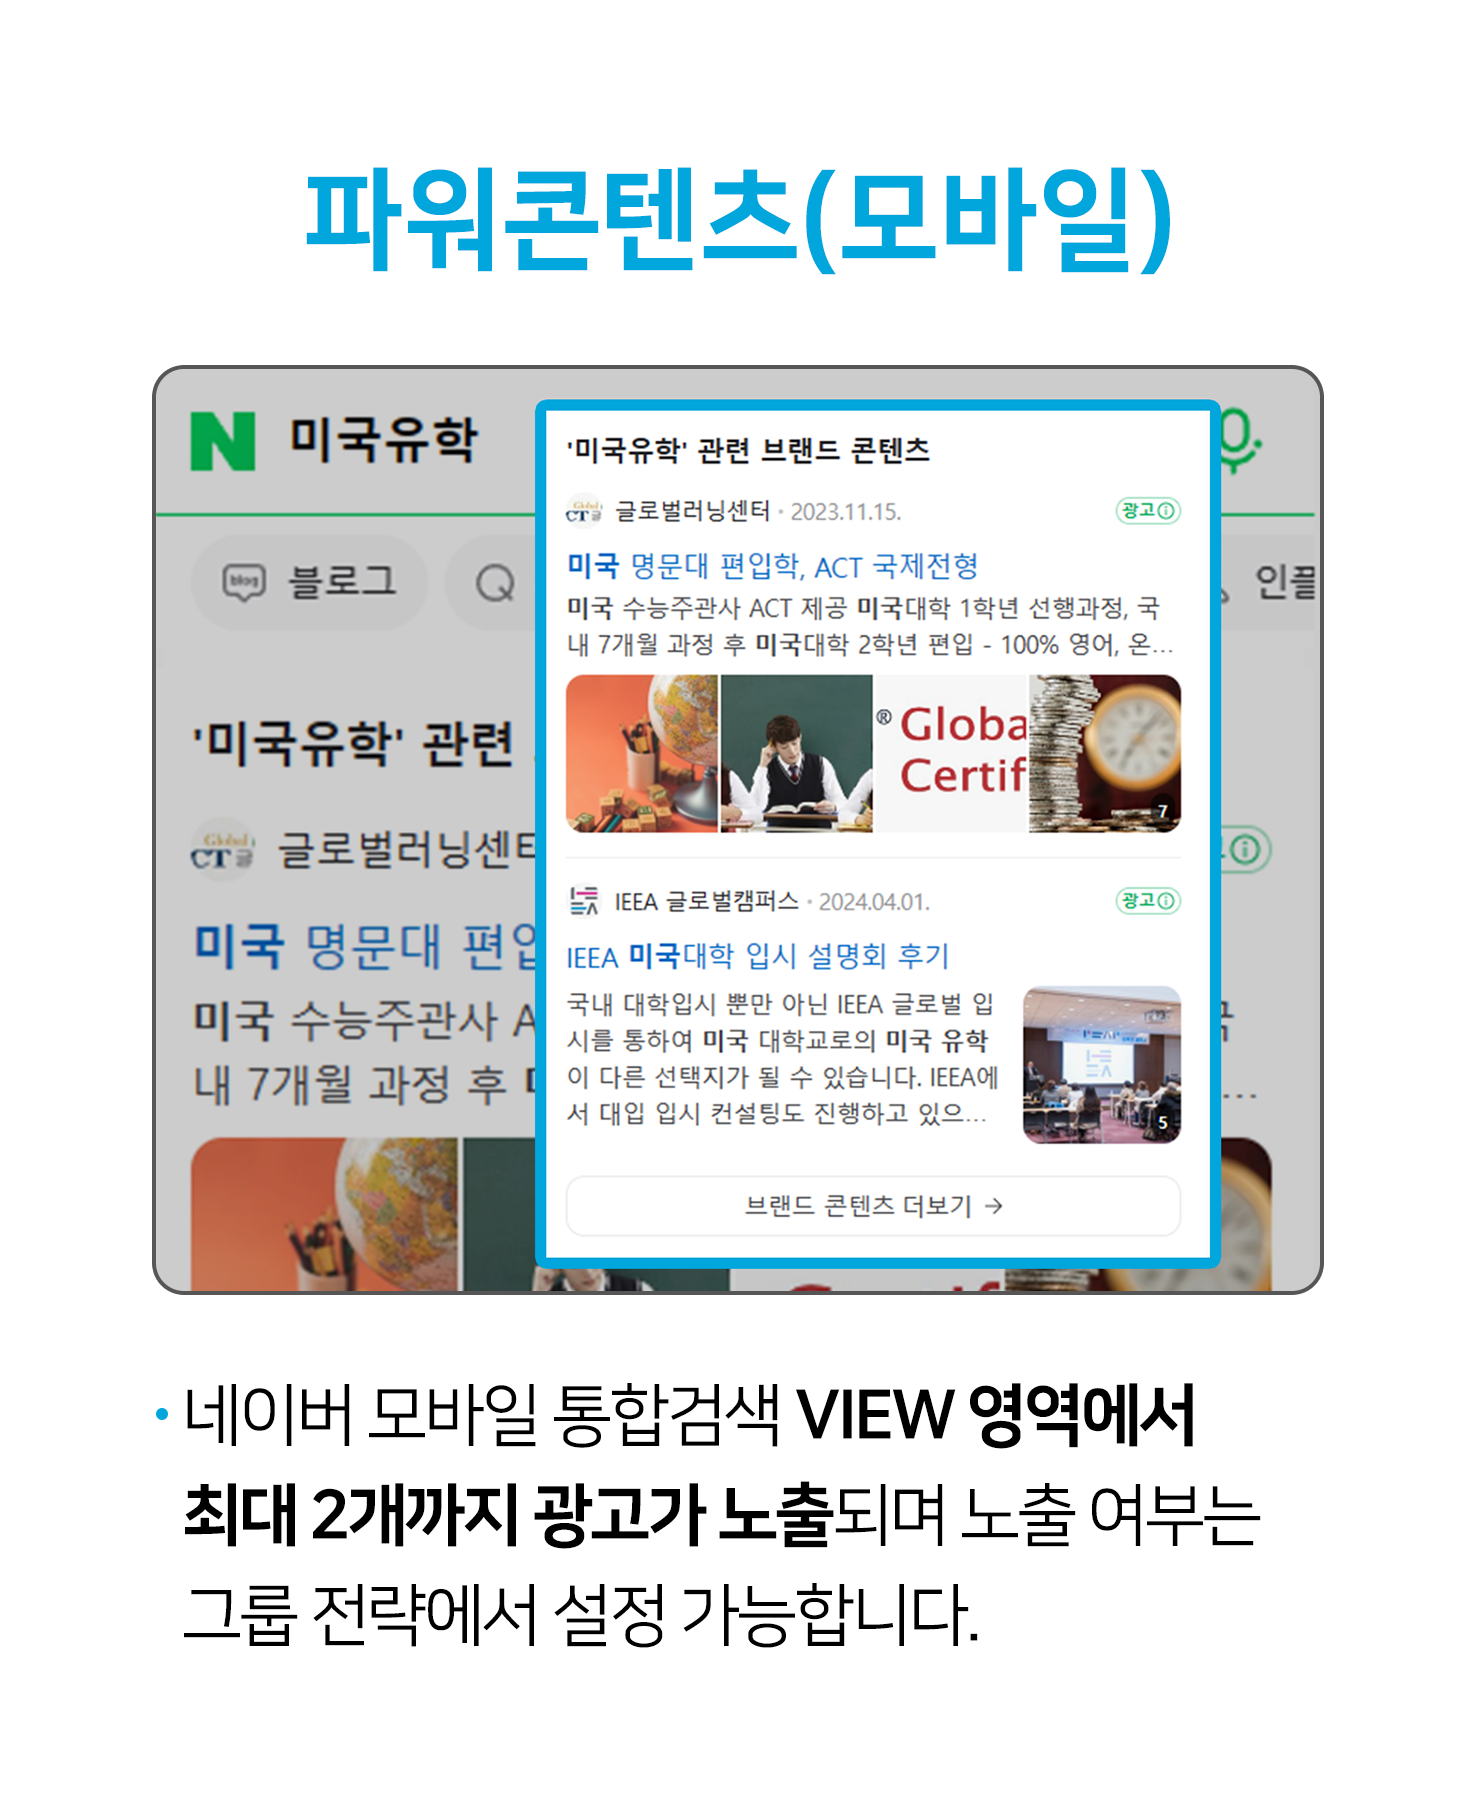 파워콘텐츠(모바일)
N 미국유학
blog 블로그
인플
'미국유학' 관련
Global
CT 글
글로벌러닝센터
미국 명문대 편입
미국 수능주관사 A
내 7개월 과정 후
'미국유학' 관련 브랜드 콘텐츠
Global
CT 글
글로벌러닝센터 · 2023.11.15.
광고
미국 명문대 편입학, ACT 국제전형
미국 수능주관사 ACT 제공 미국대학 1학년 선행과정, 국
내 7개월 과정 후 미국대학 2학년 편입 - 100% 영어, 온...
® Globa
Certif
7
IEEA 글로벌캠퍼스 · 2024.04.01.
광고
IEEA 미국대학 입시 설명회 후기
국내 대학입시 뿐만 아닌 IEEA 글로벌 입
시를 통하여 미국 대학교로의 미국 유학
이 다른 선택지가 될 수 있습니다. IEEA에
서 대입 입시 컨설팅도 진행하고 있으...
5
브랜드 콘텐츠 더보기 →
• 네이버 모바일 통합검색 VIEW 영역에서
최대 2개까지 광고가 노출되며 노출 여부는
그룹 전략에서 설정 가능합니다.